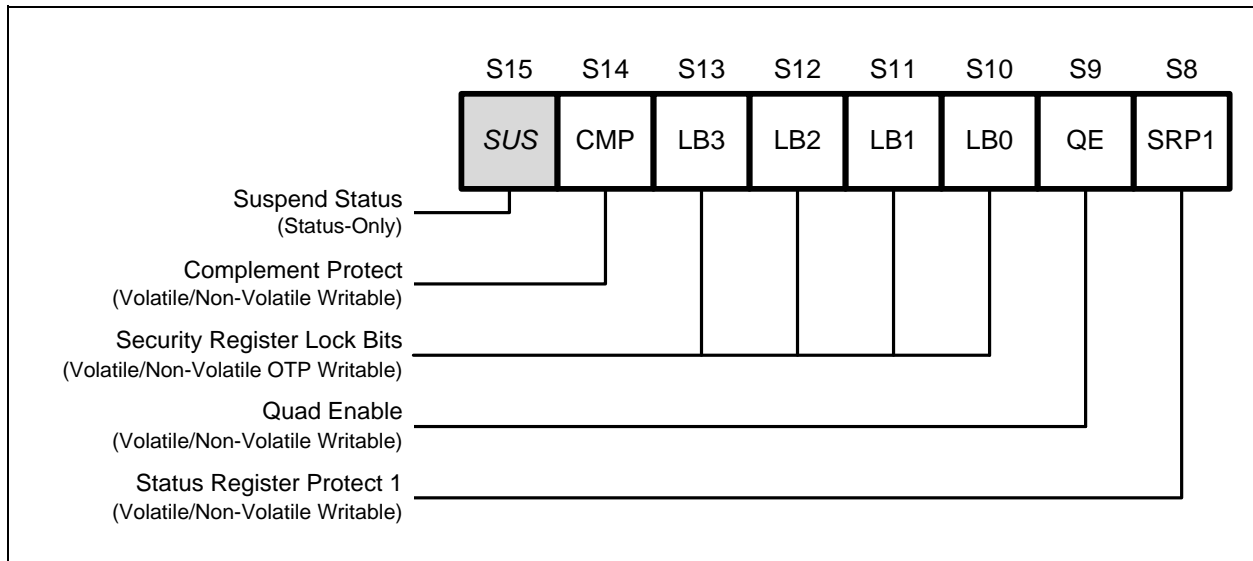 S15 S14 S13 S12 S11 S10 S9 S8
SUS CMP LB3 LB2 LB1 LB0 QE SRP1
Suspend Status
(Status-Only)
Complement Protect
(Volatile/Non-Volatile Writable)
Security Register Lock Bits
(Volatile/Non-Volatile OTP Writable)
Quad Enable
(Volatile/Non-Volatile Writable)
Status Register Protect 1
(Volatile/Non-Volatile Writable)